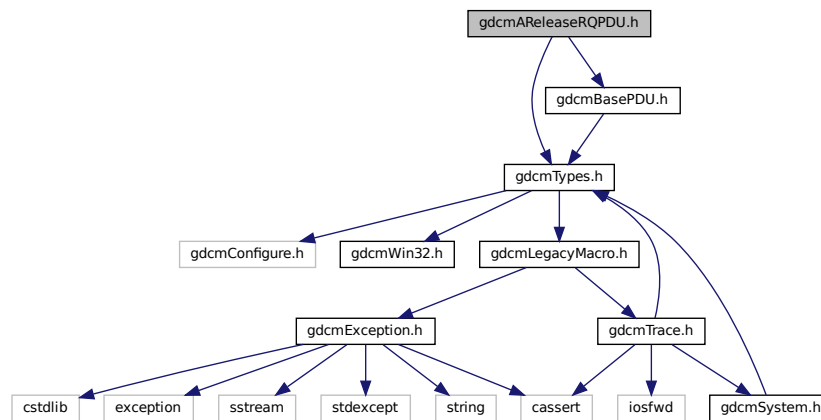 gdcmAReleaseRQPDU.h
gdcmBasePDU.h
gdcmTypes.h
gdcmConfigure.h
gdcmWin32.h
gdcmLegacyMacro.h
gdcmException.h
gdcmTrace.h
cstdlib
exception
sstream
stdexcept
string
cassert
iosfwd
gdcmSystem.h